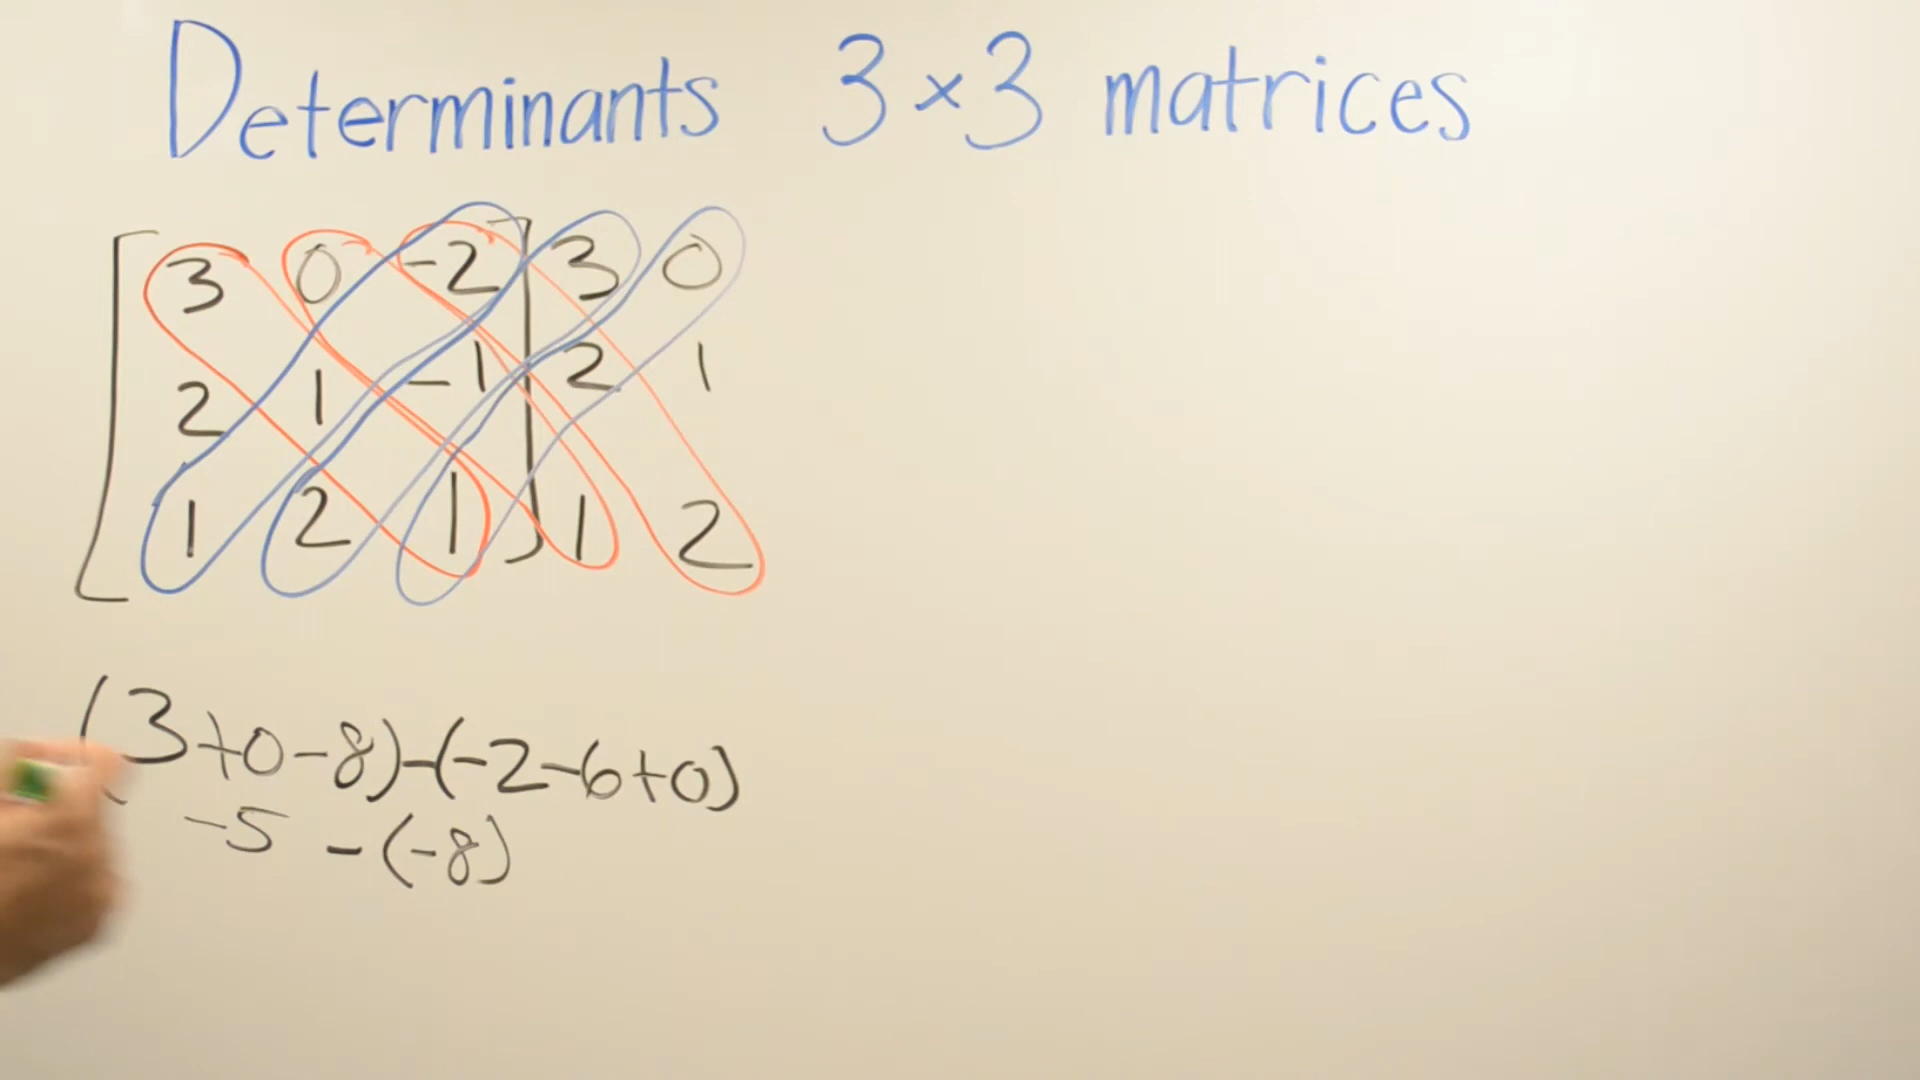 Determinants 3×3 matrices
[3 0 -2] 3 0
2 1 -1 2 1
1 2 1 1 2
(3+0-8)-(-2-6+0)
-5 -(-8)